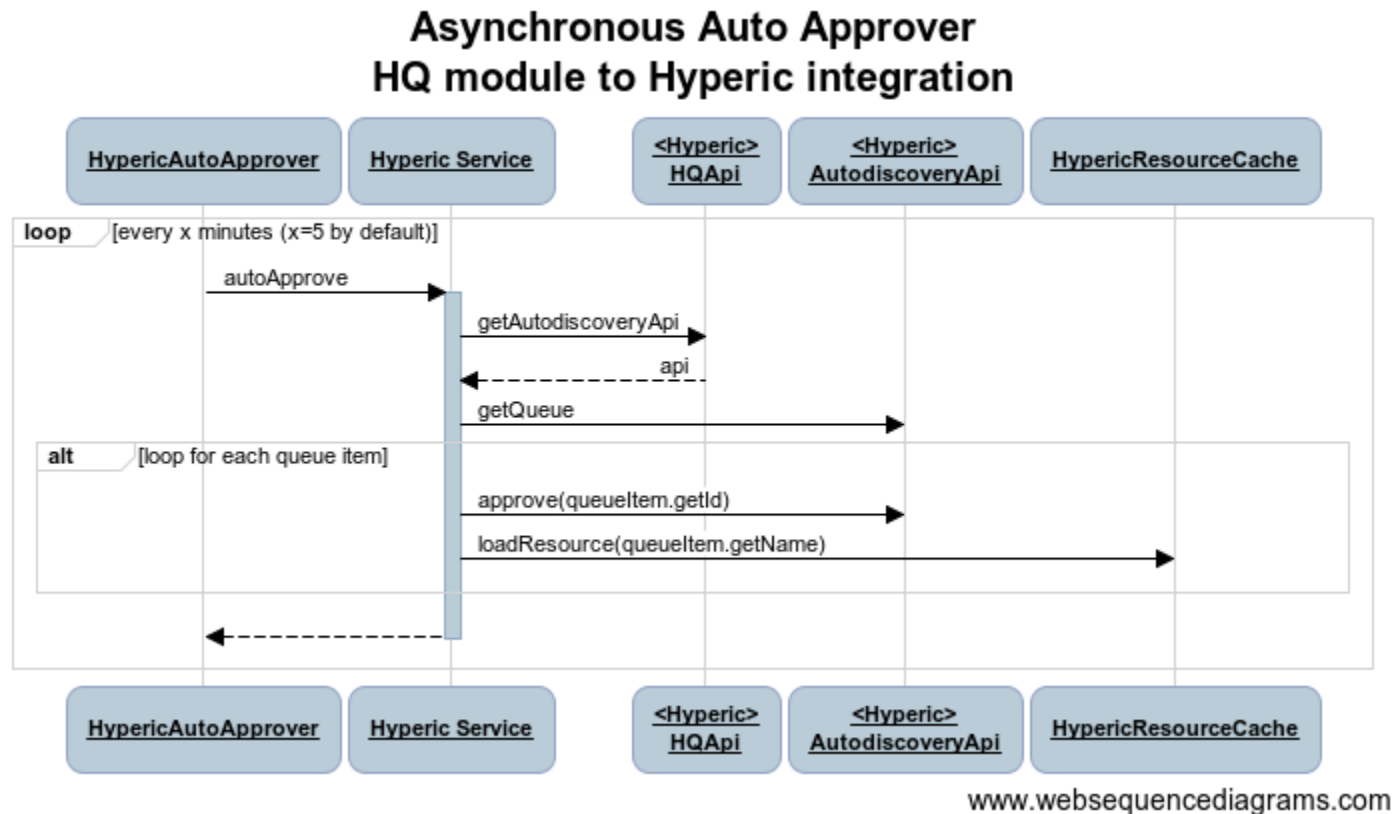 Asynchronous Auto Approver
HQ module to Hyperic integration
HypericAutoApprover
Hyperic Service
<Hyperic>
HQApi
<Hyperic>
AutodiscoveryApi
HypericResourceCache
loop
[every x minutes (x=5 by default)]
autoApprove
getAutodiscoveryApi
api
getQueue
alt
[loop for each queue item]
approve(queueItem.getId)
loadResource(queueItem.getName)
HypericAutoApprover
Hyperic Service
<Hyperic>
HQApi
<Hyperic>
AutodiscoveryApi
HypericResourceCache
www.websequencediagrams.com